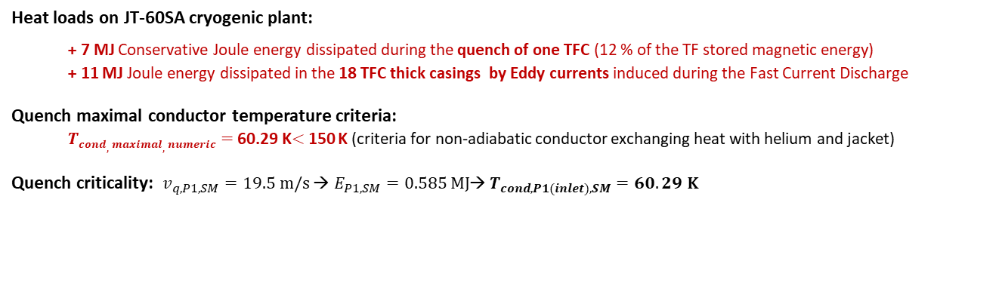 Heat loads on JT-60SA cryogenic plant:
+ 7 MJ Conservative Joule energy dissipated during the quench of one TFC (12 % of the TF stored magnetic energy)
+ 11 MJ Joule energy dissipated in the 18 TFC thick casings by Eddy currents induced during the Fast Current Discharge
Quench maximal conductor temperature criteria:
T_cond, maximal, numeric = 60.29 K< 150 K (criteria for non-adiabatic conductor exchanging heat with helium and jacket)
Quench criticality: v_q,P1,SM = 19.5 m/s → E_P1,SM = 0.585 MJ→ T_cond,P1(inlet),SM = 60.29 K